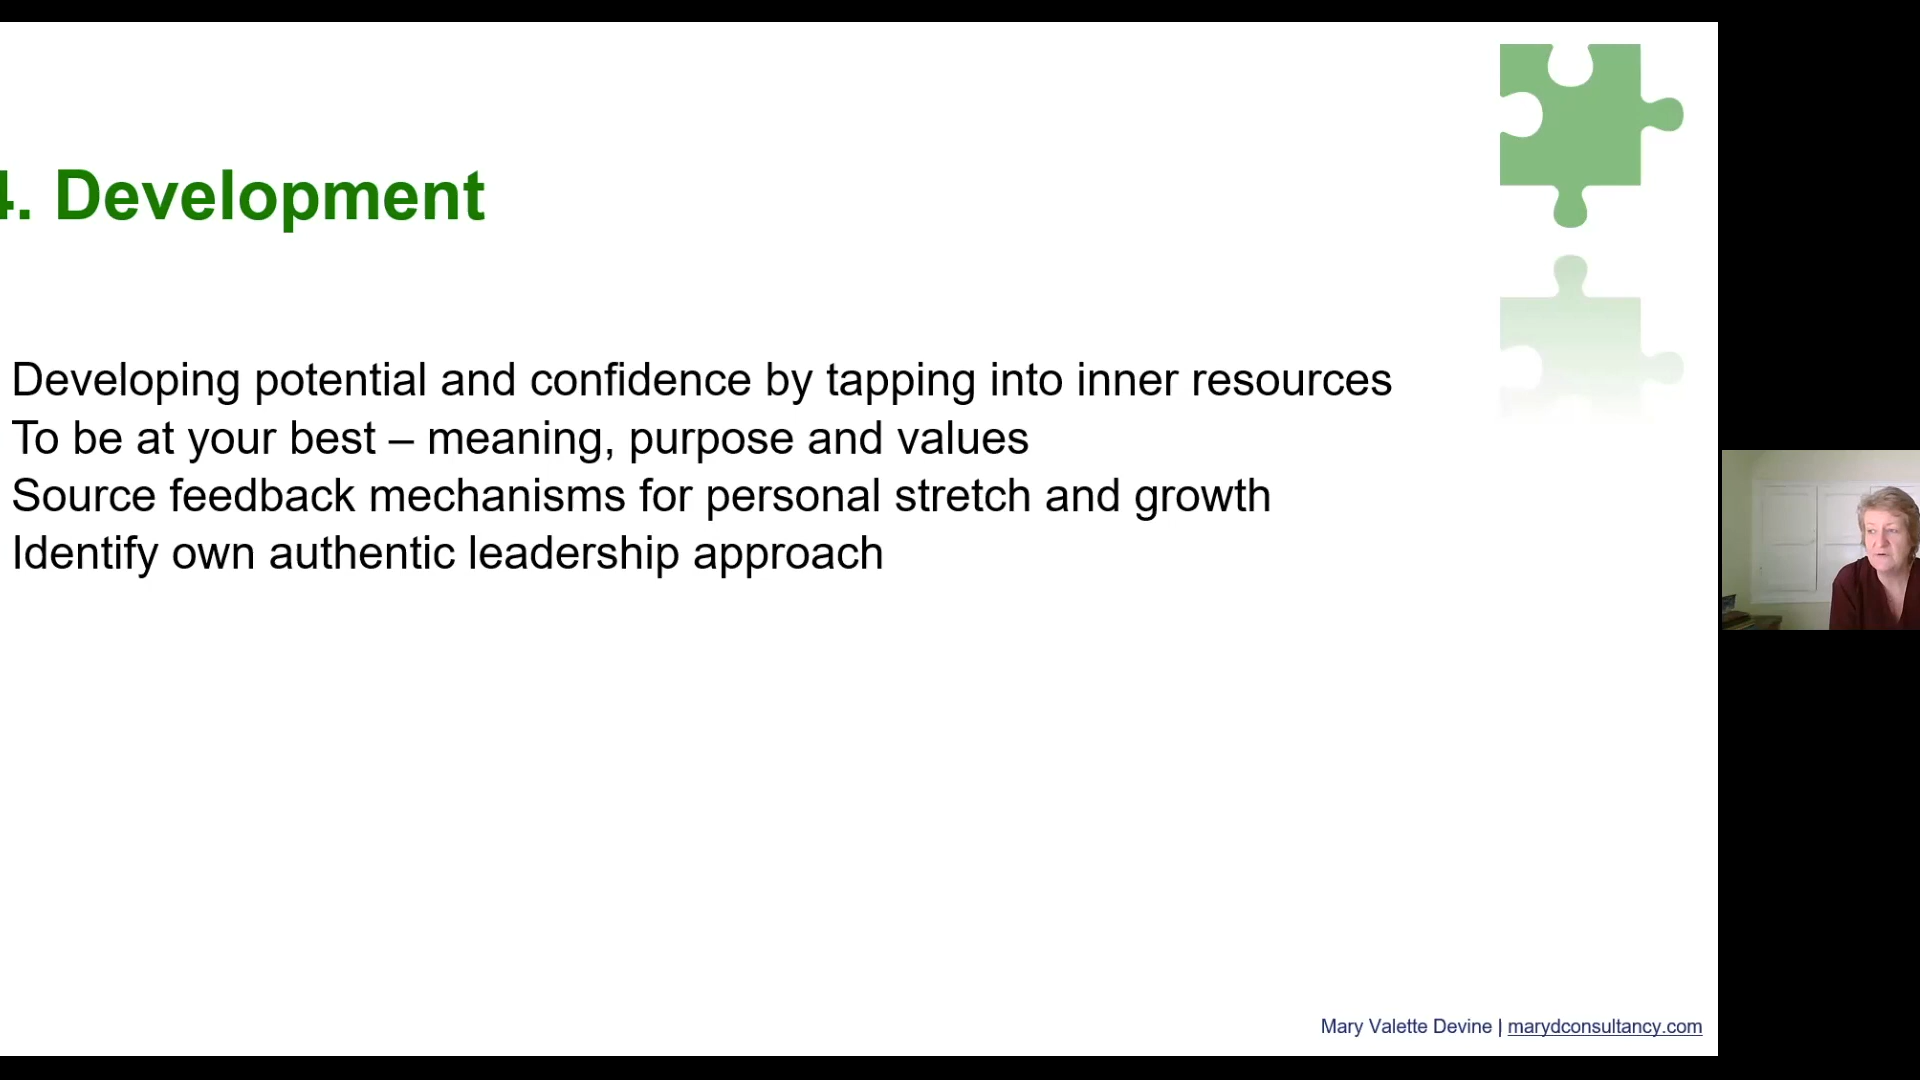 4. Development
Developing potential and confidence by tapping into inner resources
To be at your best – meaning, purpose and values
Source feedback mechanisms for personal stretch and growth
Identify own authentic leadership approach
Mary Valette Devine | marydconsultancy.com